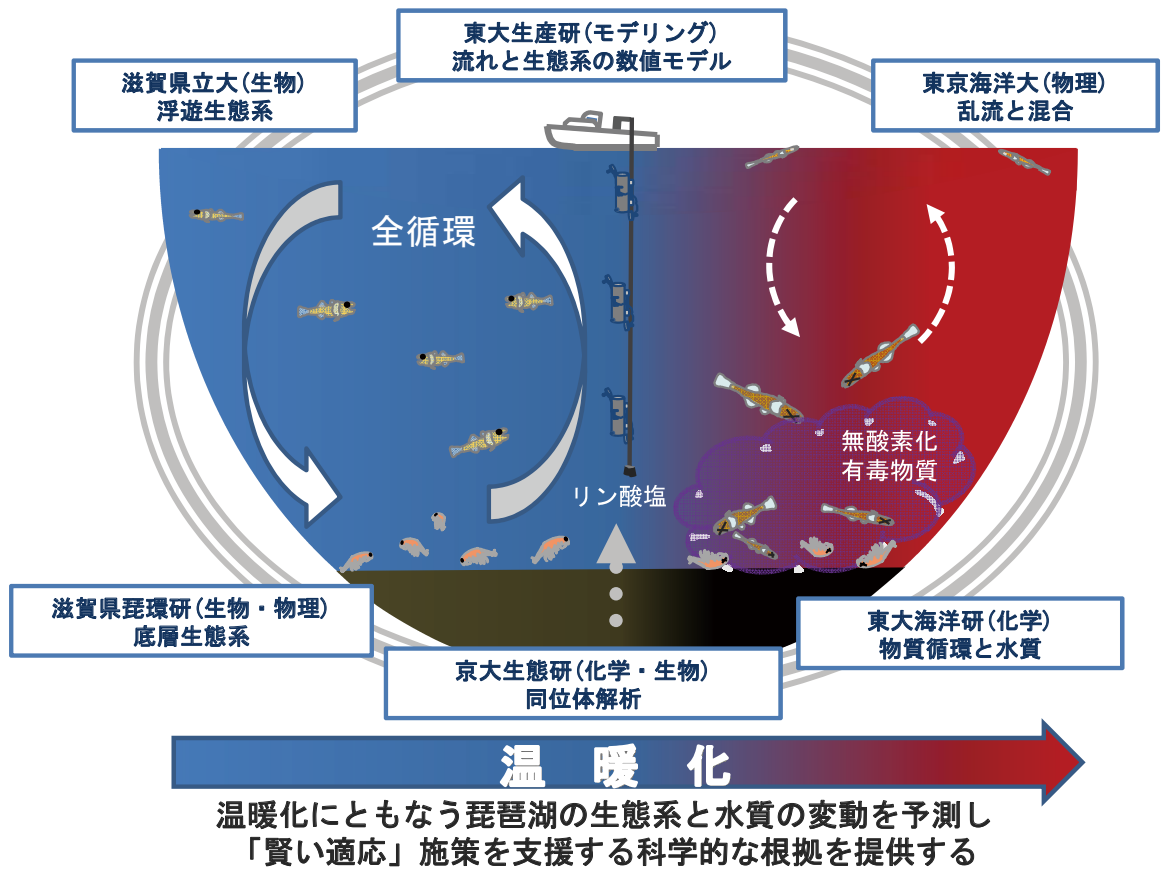 東大生産研(モデリング)
流れと生態系の数値モデル
滋賀県立大(生物)
浮遊生態系
東京海洋大(物理)
乱流と混合
全循環
無酸素化
有毒物質
リン酸塩
滋賀県琵環研(生物・物理)
底層生態系
東大海洋研(化学)
物質循環と水質
京大生態研(化学・生物)
同位体解析
温 暖 化
温暖化にともなう琵琶湖の生態系と水質の変動を予測し
「賢い適応」施策を支援する科学的な根拠を提供する